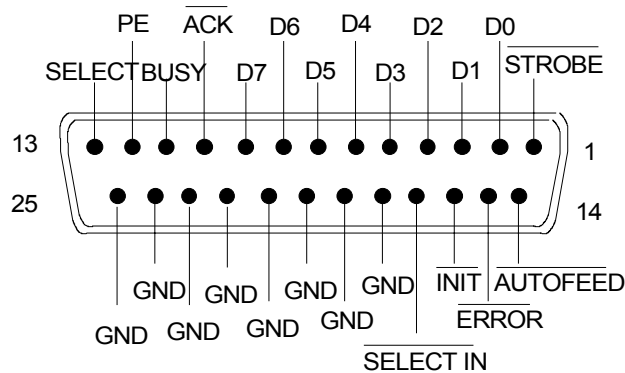 PE ACK D6 D4 D2 D0
SELECT BUSY D7 D5 D3 D1 STROBE
13 1
25 14
GND GND GND GND INIT AUTOFEED
GND GND GND GND ERROR
SELECT IN